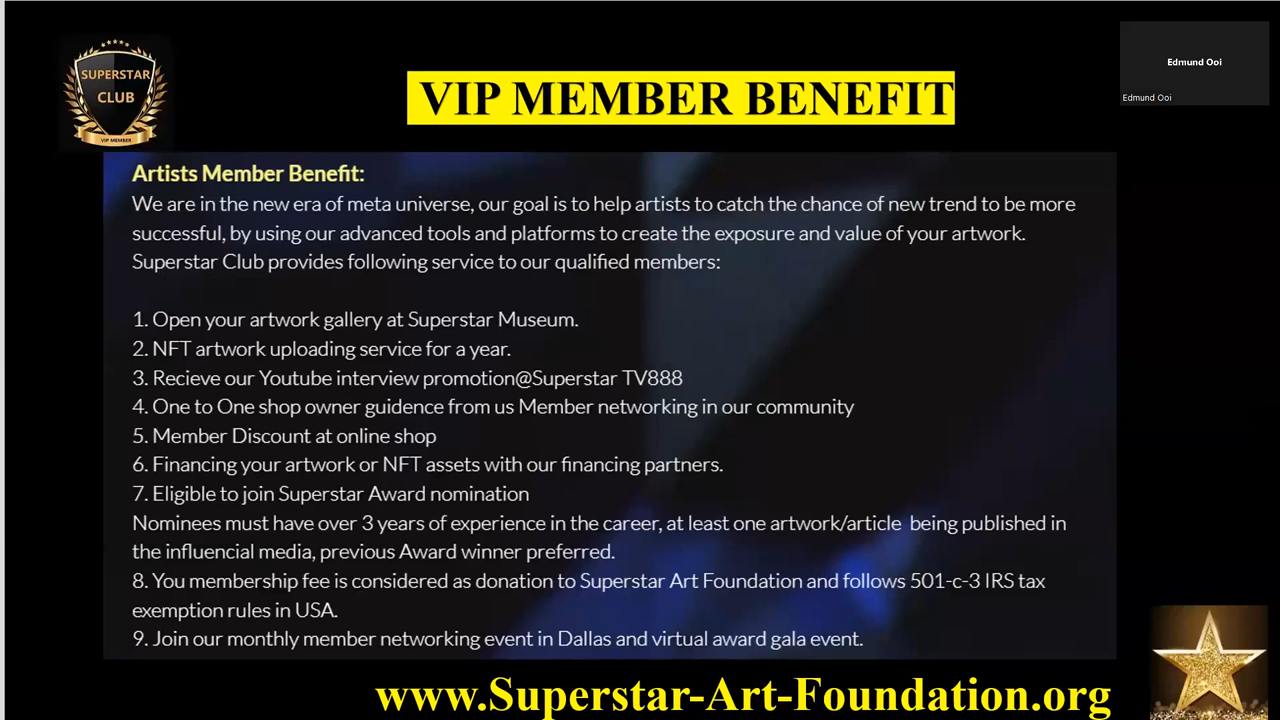 SUPERSTAR
CLUB
VIP MEMBER
VIP MEMBER BENEFIT
Edmund Ooi
Edmund Ooi
Artists Member Benefit:
We are in the new era of meta universe, our goal is to help artists to catch the chance of new trend to be more
successful, by using our advanced tools and platforms to create the exposure and value of your artwork.
Superstar Club provides following service to our qualified members:
1. Open your artwork gallery at Superstar Museum.
2. NFT artwork uploading service for a year.
3. Recieve our Youtube interview promotion@Superstar TV888
4. One to One shop owner guidence from us Member networking in our community
5. Member Discount at online shop
6. Financing your artwork or NFT assets with our financing partners.
7. Eligible to join Superstar Award nomination
Nominees must have over 3 years of experience in the career, at least one artwork/article being published in
the influencial media, previous Award winner preferred.
8. You membership fee is considered as donation to Superstar Art Foundation and follows 501-c-3 IRS tax
exemption rules in USA.
9. Join our monthly member networking event in Dallas and virtual award gala event.
www.Superstar-Art-Foundation.org